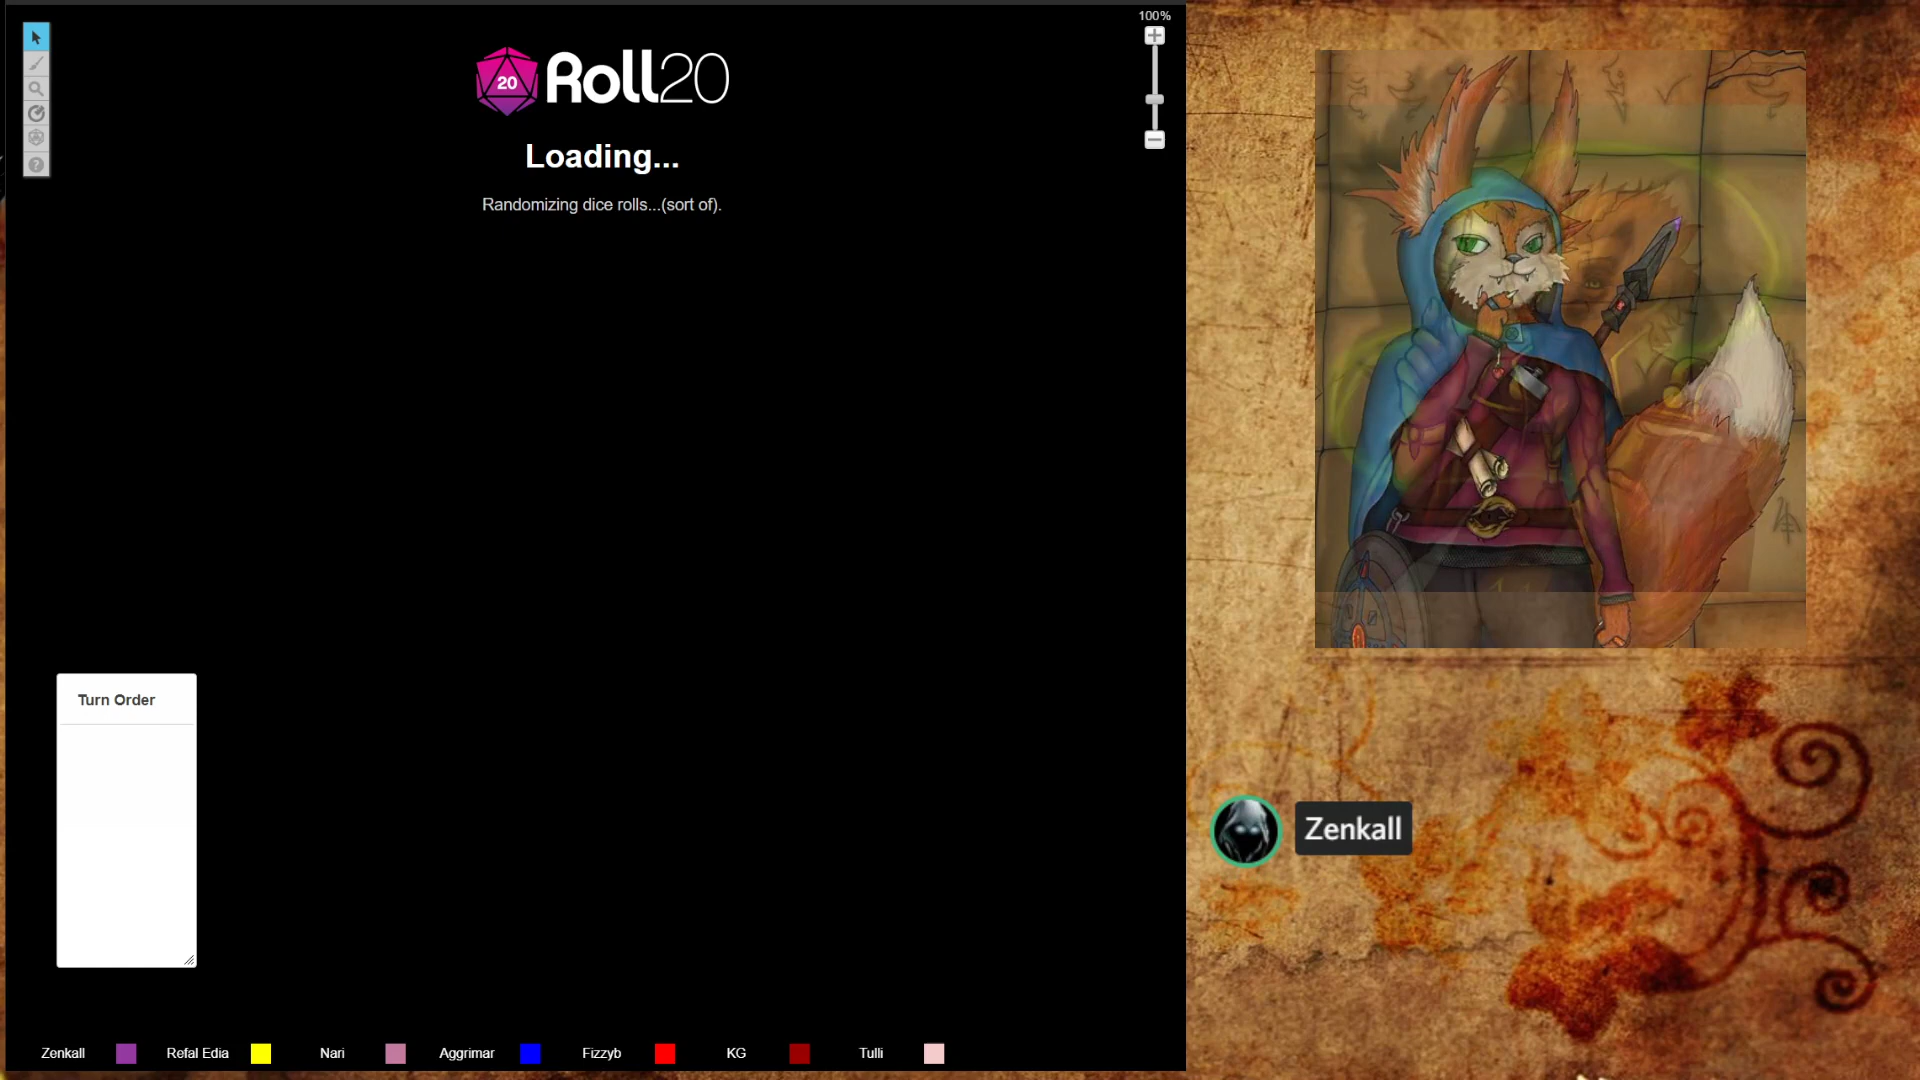 100%
20
Roll20
Loading...
Randomizing dice rolls...(sort of).
Turn Order
Zenkall
Zenkall
Refal Edia
Nari
Aggrimar
Fizzyb
KG
Tulli